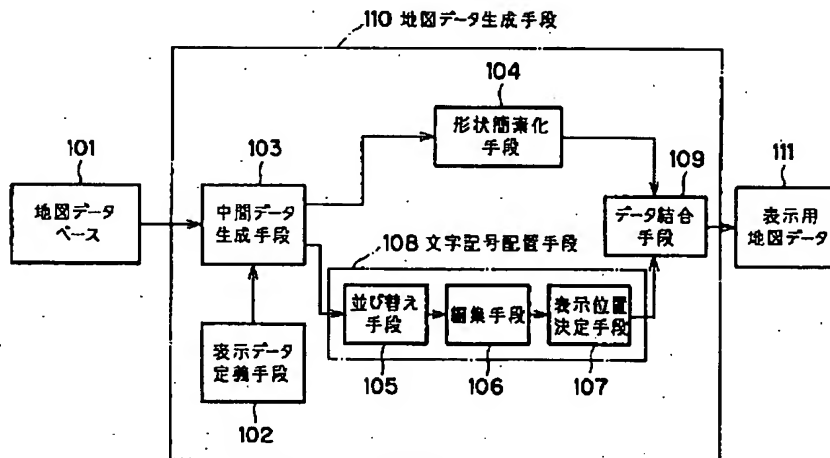 110 地図データ生成手段
104
形状簡素化
手段
101
地図データ
ベース
103
中間データ
生成手段
109
データ結合
手段
111
表示用
地図データ
108 文字記号配置手段
並び替え
手段
105
編集手段
106
表示位置
決定手段
107
表示データ
定義手段
102